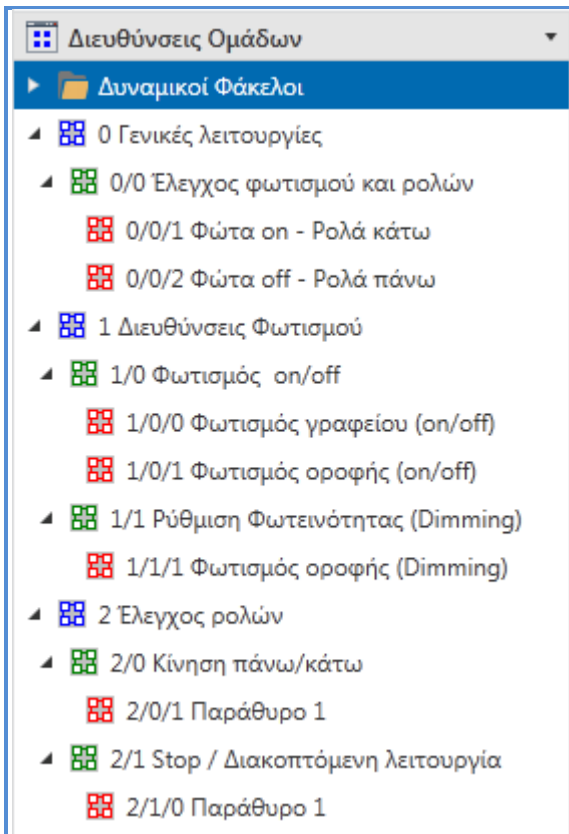 Διευθύνσεις Ομάδων
Δυναμικοί Φάκελοι
0 Γενικές λειτουργίες
0/0 Έλεγχος φωτισμού και ρολών
0/0/1 Φώτα on - Ρολά κάτω
0/0/2 Φώτα off - Ρολά πάνω
1 Διευθύνσεις Φωτισμού
1/0 Φωτισμός on/off
1/0/0 Φωτισμός γραφείου (on/off)
1/0/1 Φωτισμός οροφής (on/off)
1/1 Ρύθμιση Φωτεινότητας (Dimming)
1/1/1 Φωτισμός οροφής (Dimming)
2 Έλεγχος ρολών
2/0 Κίνηση πάνω/κάτω
2/0/1 Παράθυρο 1
2/1 Stop / Διακοπτόμενη λειτουργία
2/1/0 Παράθυρο 1